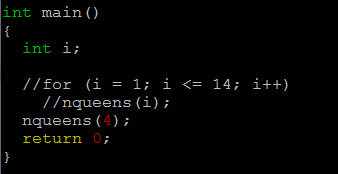 int main()
{
  int i;

  //for (i = 1; i <= 14; i++)
    //nqueens(i);
  nqueens(4);
  return 0;
}